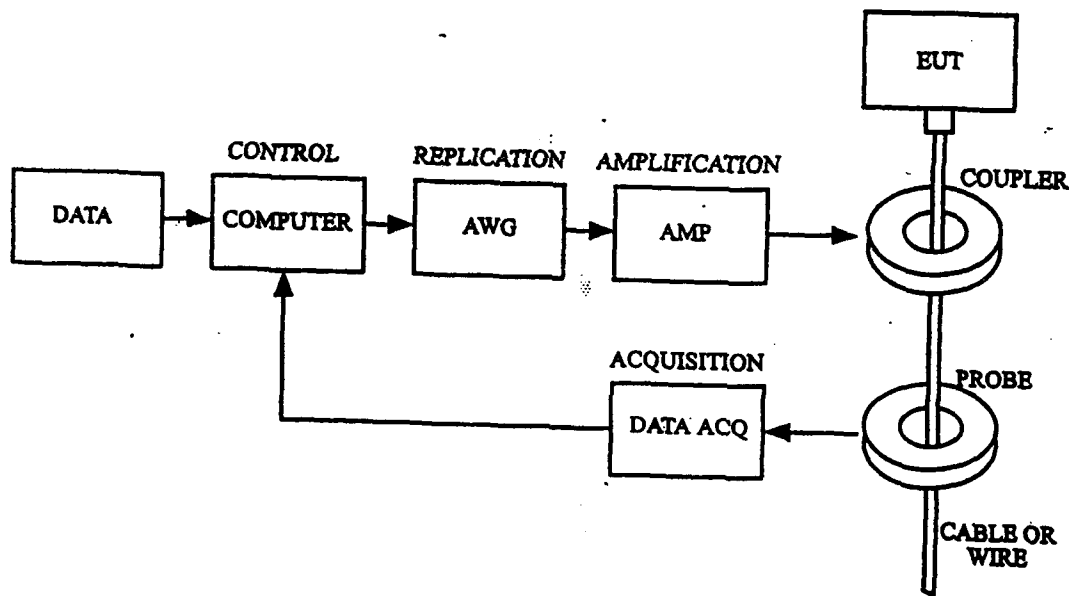 EUT
CONTROL
REPLICATION
AMPLIFICATION
COUPLER
DATA
COMPUTER
AWG
AMP
ACQUISITION
PROBE
DATA ACQ
CABLE OR
WIRE